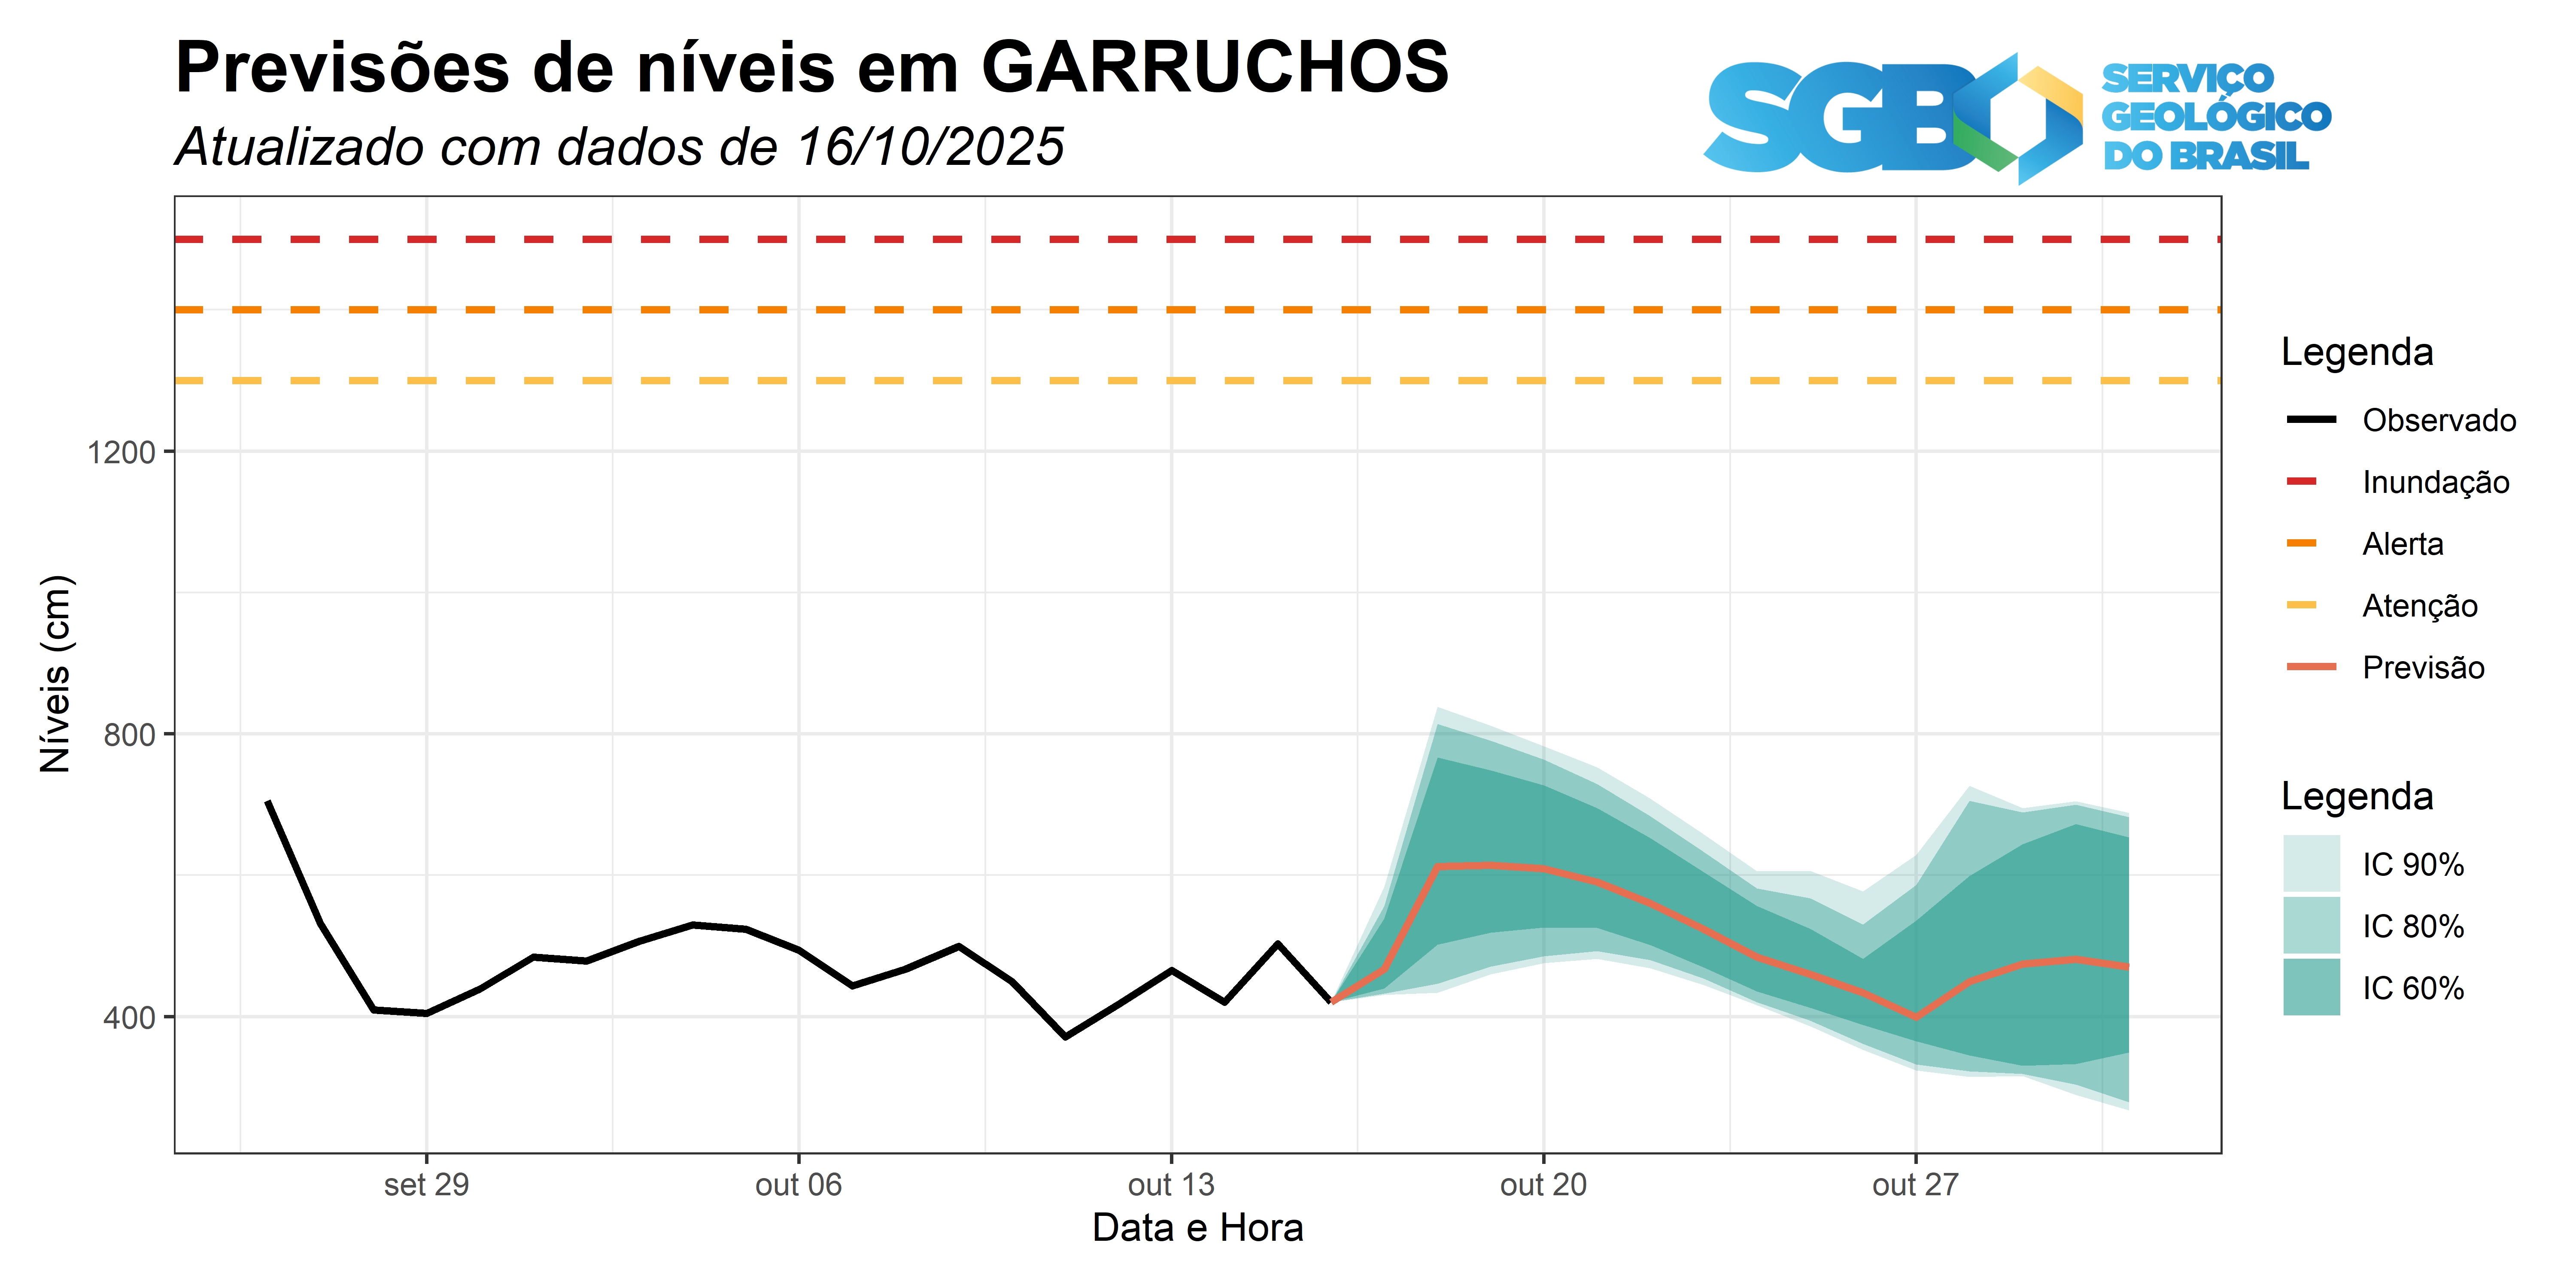 Previsões de níveis em GARRUCHOS
Atualizado com dados de 16/10/2025
SGB
SERVIÇO
GEOLÓGICO
DO BRASIL
Níveis (cm)
1200
800
400
set 29
out 06
out 13
out 20
out 27
Data e Hora
Legenda
Observado
Inundação
Alerta
Atenção
Previsão
Legenda
IC 90%
IC 80%
IC 60%